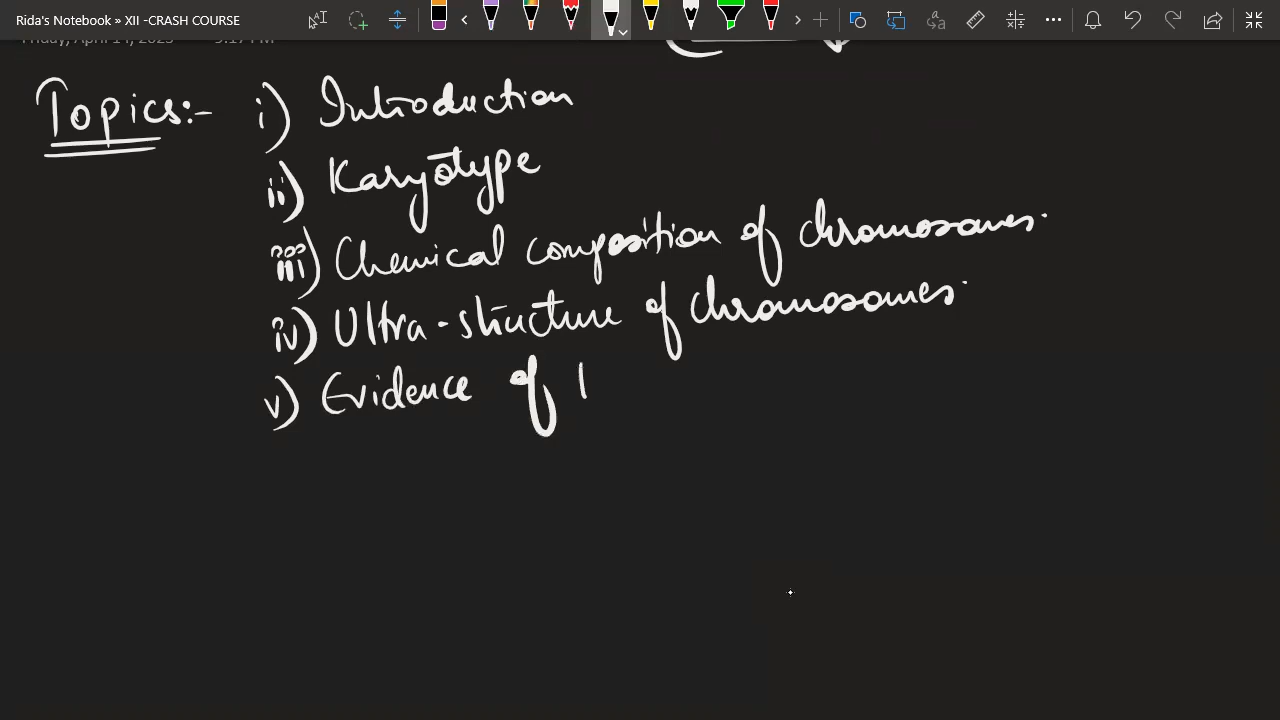 Rida's Notebook » XII -CRASH COURSE
Topics:- i) Introduction
ii) Karyotype
iii) Chemical composition of chromosomes.
iv) Ultra-structure of chromosomes.
v) Evidence of